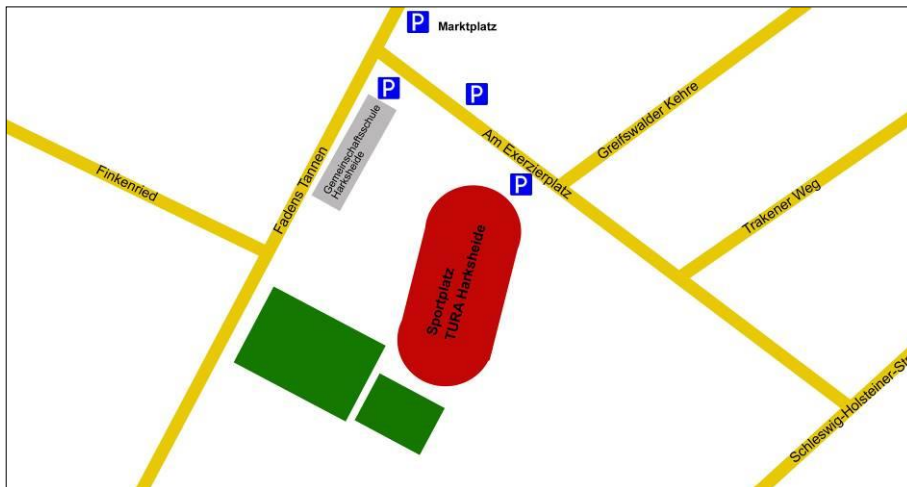 P Marktplatz
P
P
Greifswalder Kehre
Am Exerzierplatz
Gemeinschaftsschule
Harksheide
Fadens Tannen
Finkenried
P
Trakener Weg
Sportplatz
TURA Harksheide
Schleswig-Holsteiner-Str